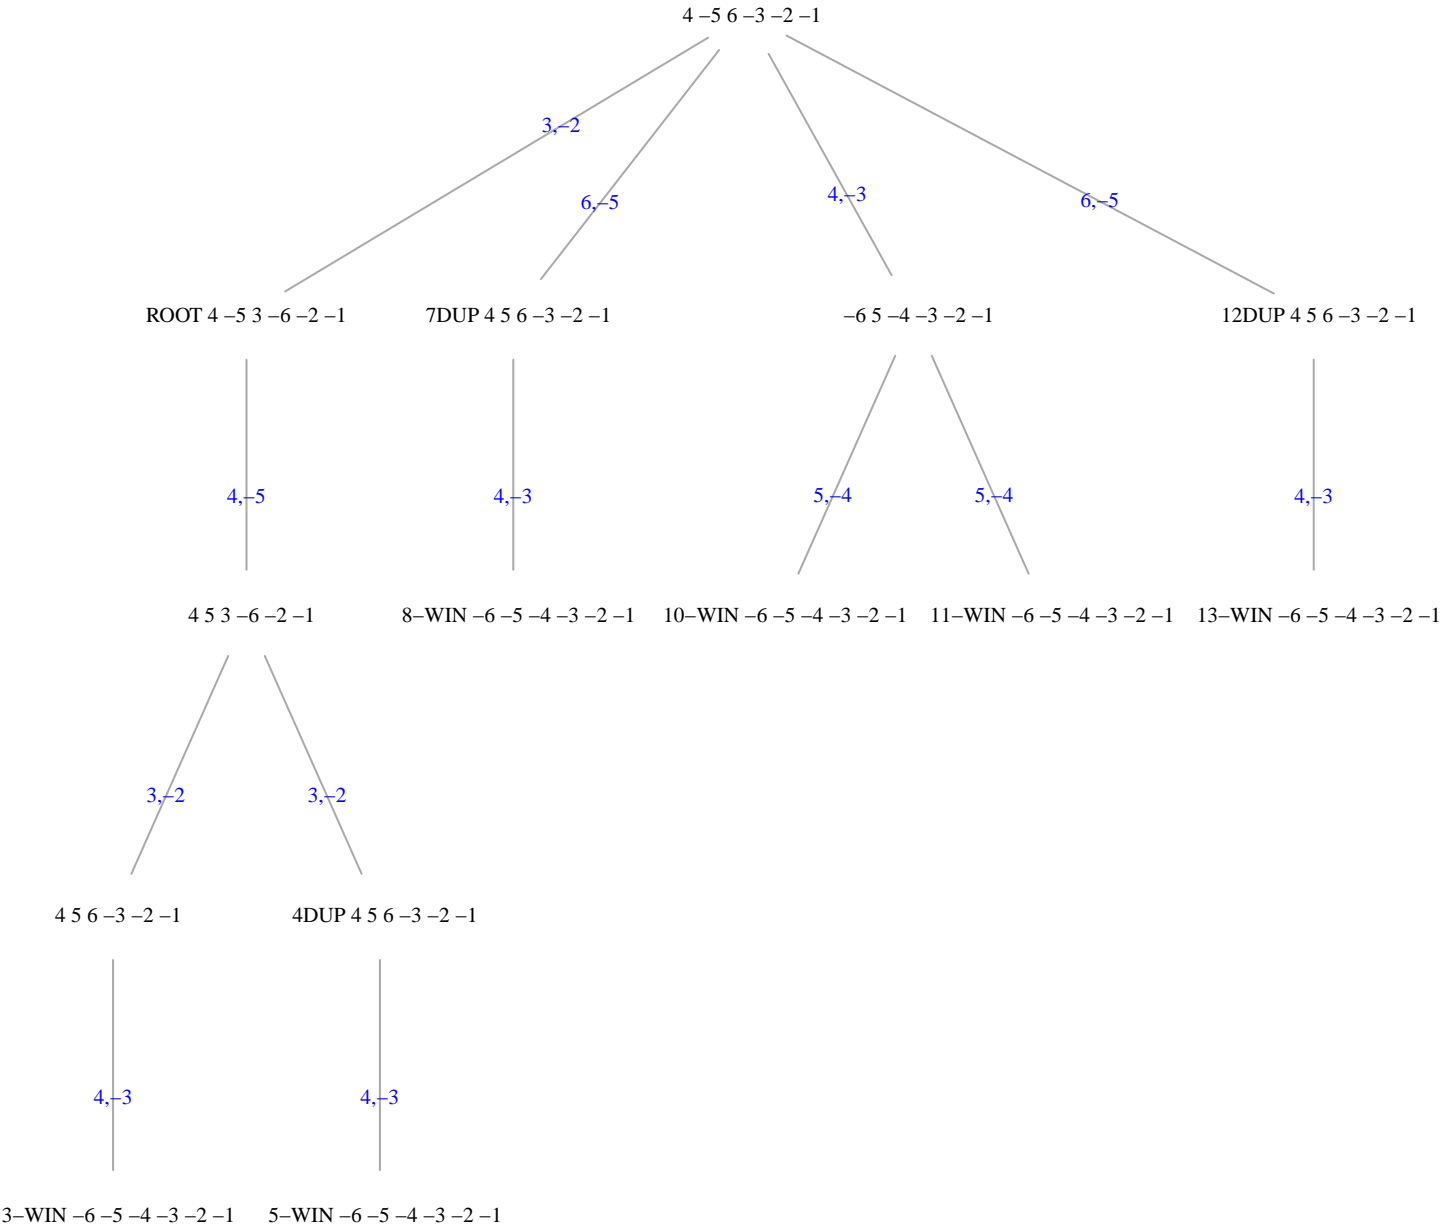 4 –5 6 –3 –2 –1
3,–2
6,–5
4,–3
6,–5
ROOT 4 –5 3 –6 –2 –1
7DUP 4 5 6 –3 –2 –1
–6 5 –4 –3 –2 –1
12DUP 4 5 6 –3 –2 –1
4,–5
4,–3
5,–4
5,–4
4,–3
4 5 3 –6 –2 –1
8–WIN –6 –5 –4 –3 –2 –1
10–WIN –6 –5 –4 –3 –2 –1
11–WIN –6 –5 –4 –3 –2 –1
13–WIN –6 –5 –4 –3 –2 –1
3,–2
3,–2
4 5 6 –3 –2 –1
4DUP 4 5 6 –3 –2 –1
4,–3
4,–3
3–WIN –6 –5 –4 –3 –2 –1
5–WIN –6 –5 –4 –3 –2 –1